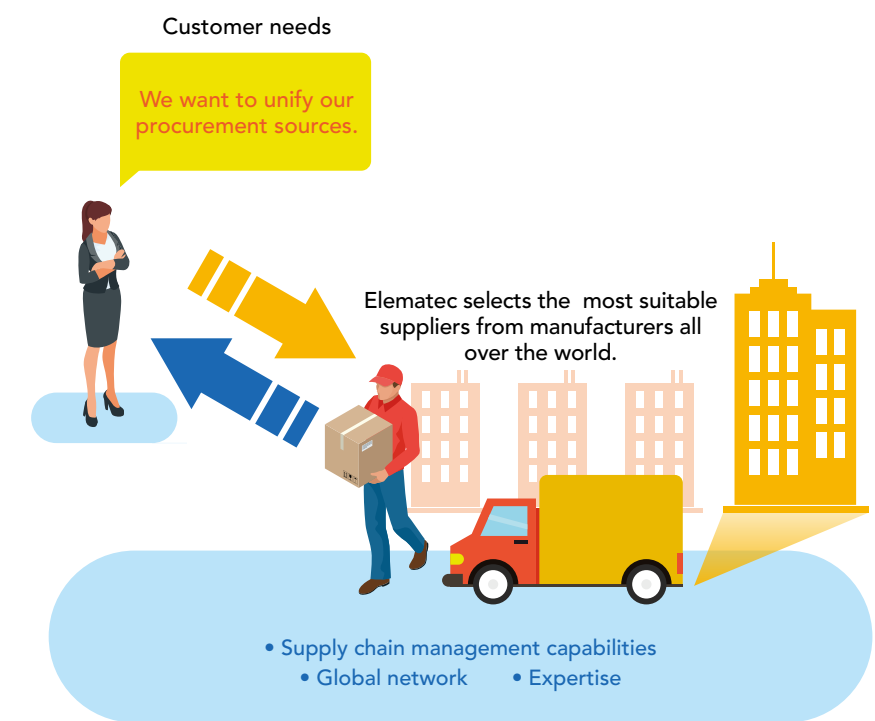 Customer needs
We want to unify our
procurement sources.
Elematec selects the most suitable
suppliers from manufacturers all
over the world.
• Supply chain management capabilities
• Global network • Expertise